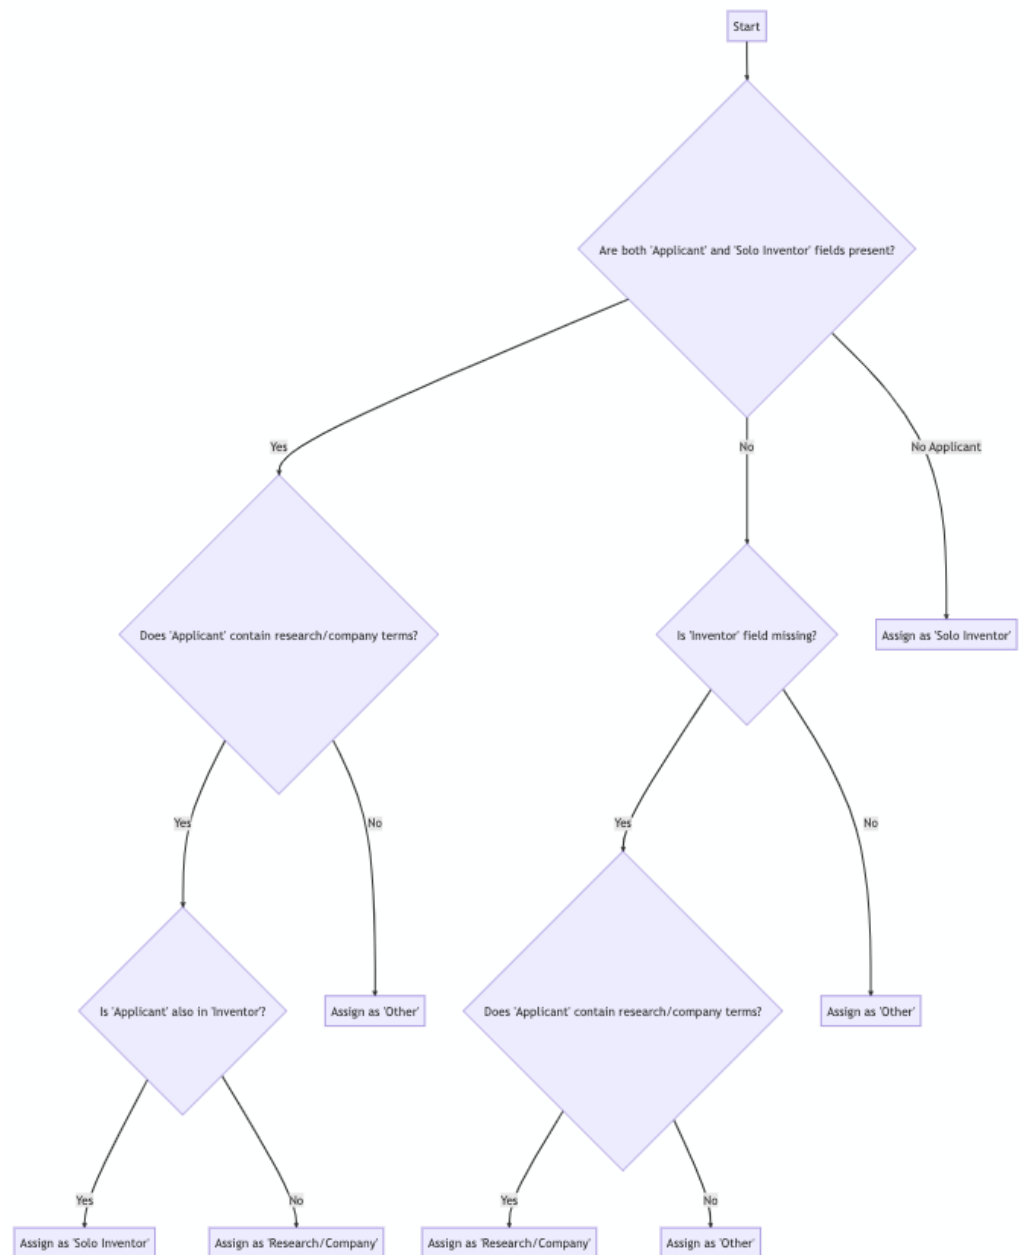 Start
Are both 'Applicant' and 'Solo Inventor' fields present?
Yes
No
No Applicant
Does 'Applicant' contain research/company terms?
Is 'Inventor' field missing?
Assign as 'Solo Inventor'
Yes
No
Yes
No
Is 'Applicant' also in 'Inventor'?
Assign as 'Other'
Does 'Applicant' contain research/company terms?
Assign as 'Other'
Yes
No
Yes
No
Assign as 'Solo Inventor'
Assign as 'Research/Company'
Assign as 'Research/Company'
Assign as 'Other'